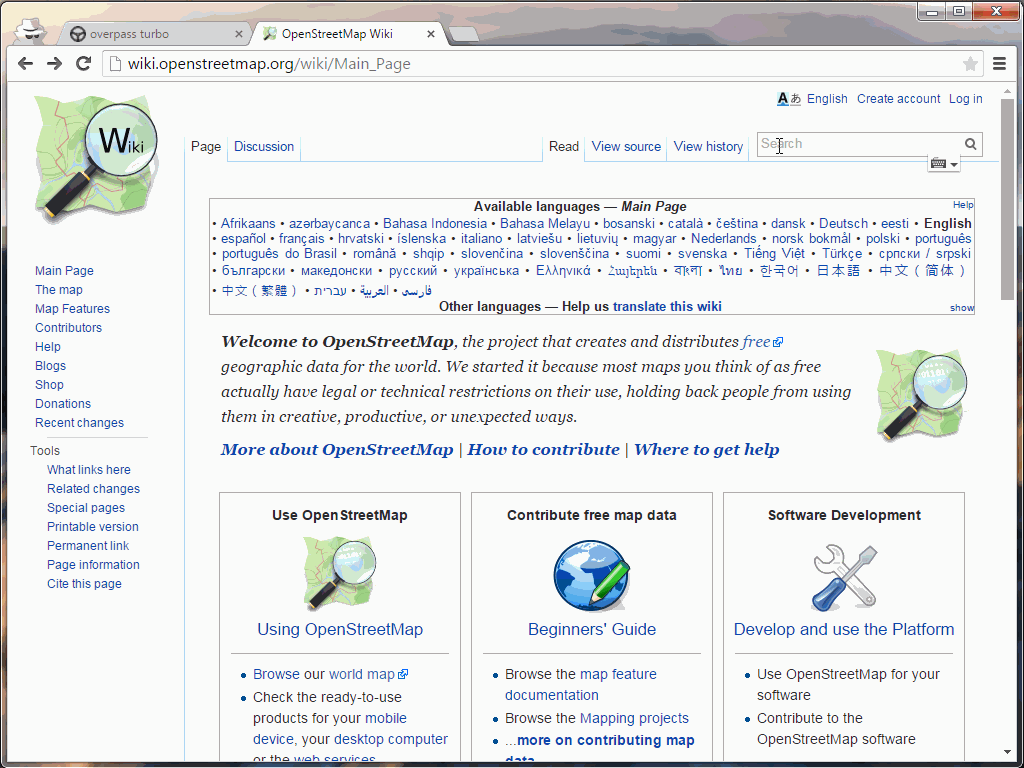 overpass turbo
OpenStreetMap Wiki
wiki.openstreetmap.org/wiki/Main_Page
Wiki
Aあ English Create account Log in
Page Discussion Read View source View history Search
Available languages — Main Page Help
• Afrikaans • azərbaycanca • Bahasa Indonesia • Bahasa Melayu • bosanski • català • čeština • dansk • Deutsch • eesti • English
• español • français • hrvatski • íslenska • italiano • latviešu • lietuvių • magyar • Nederlands • norsk bokmål • polski • português
• português do Brasil • română • shqip • slovenčina • slovenščina • suomi • svenska • Tiếng Việt • Türkçe • српски / srpski
• български • македонски • русский • українська • Ελληνικά • Հայերեն • বাংলা • ไทย • 한국어 • 日本語 • 中文（简体）
• 中文（繁體） • עברית • العربية • فارسی
Other languages — Help us translate this wiki show
Main Page
The map
Map Features
Contributors
Help
Blogs
Shop
Donations
Recent changes
Tools
What links here
Related changes
Special pages
Printable version
Permanent link
Page information
Cite this page
Welcome to OpenStreetMap, the project that creates and distributes free
geographic data for the world. We started it because most maps you think of as free
actually have legal or technical restrictions on their use, holding back people from using
them in creative, productive, or unexpected ways.
More about OpenStreetMap | How to contribute | Where to get help
Use OpenStreetMap
Using OpenStreetMap
• Browse our world map
• Check the ready-to-use
products for your mobile
device, your desktop computer
or the web services
Contribute free map data
Beginners' Guide
• Browse the map feature
documentation
• Browse the Mapping projects
• ...more on contributing map
data
Software Development
Develop and use the Platform
• Use OpenStreetMap for your
software
• Contribute to the
OpenStreetMap software